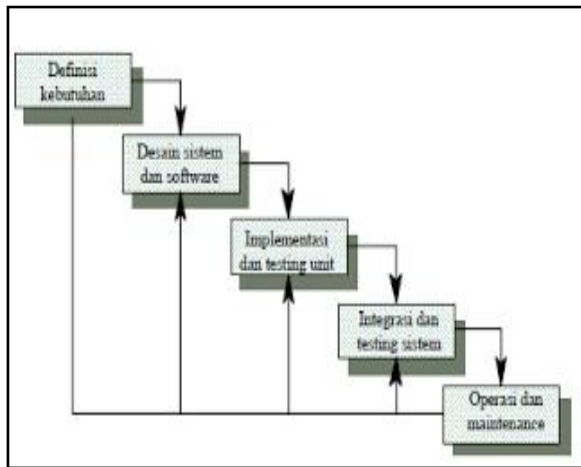 Definisi
kebutuhan
Desain sistem
dan software
Implementasi
dan testing unit
Integrasi dan
testing sistem
Operasi dan
maintenance